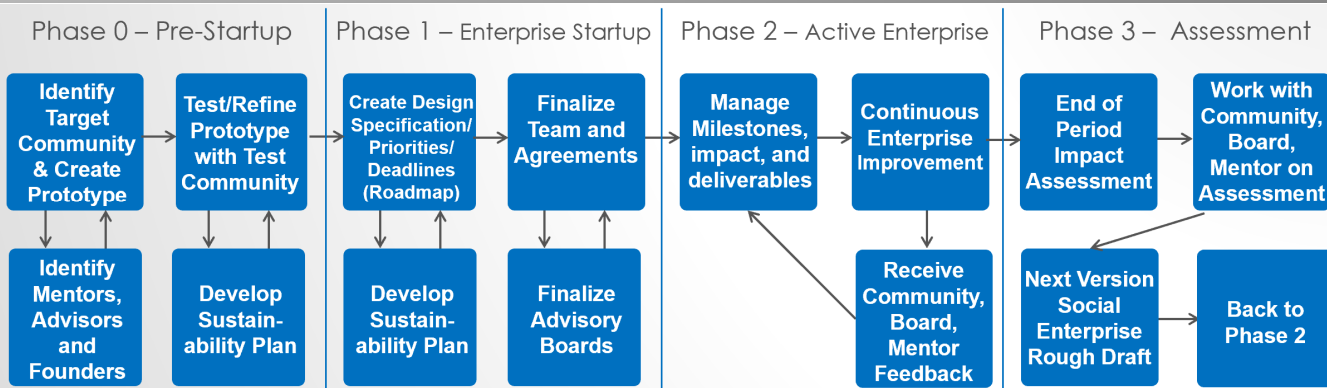 Phase 0 – Pre-Startup
Phase 1 – Enterprise Startup
Phase 2 – Active Enterprise
Phase 3 – Assessment
Identify
Target
Community
& Create
Prototype
Test/Refine
Prototype
with Test
Community
Create Design
Specification/
Priorities/
Deadlines
(Roadmap)
Finalize
Team and
Agreements
Manage
Milestones,
impact, and
deliverables
Continuous
Enterprise
Improvement
End of
Period
Impact
Assessment
Work with
Community,
Board,
Mentor on
Assessment
Identify
Mentors,
Advisors
and
Founders
Develop
Sustain-
ability Plan
Develop
Sustain-
ability Plan
Finalize
Advisory
Boards
Receive
Community,
Board,
Mentor
Feedback
Next Version
Social
Enterprise
Rough Draft
Back to
Phase 2